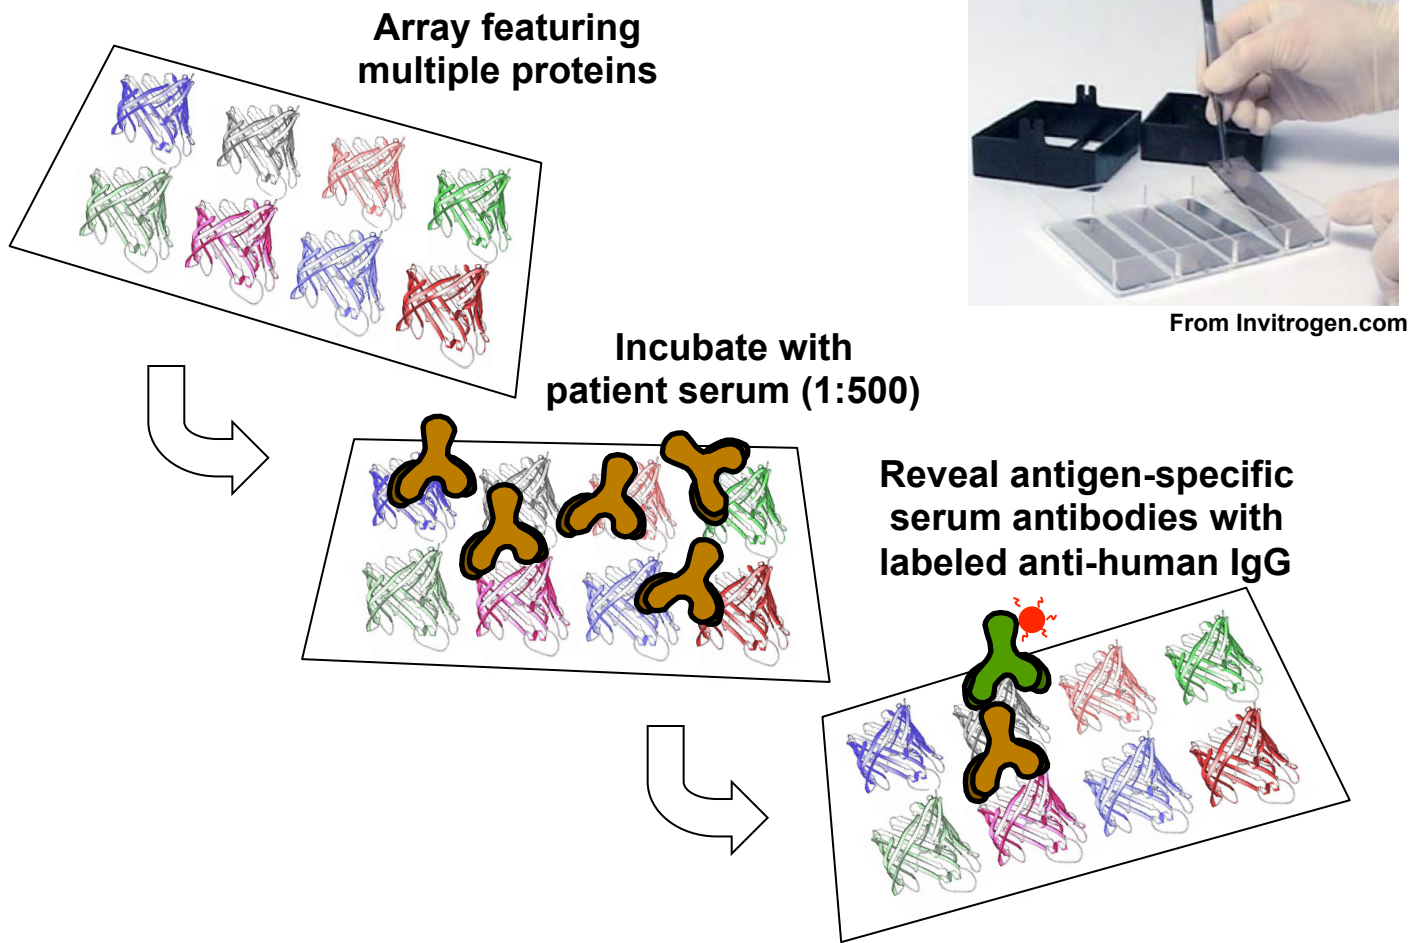 Array featuring
multiple proteins
From Invitrogen.com
Incubate with
patient serum (1:500)
Reveal antigen-specific
serum antibodies with
labeled anti-human IgG